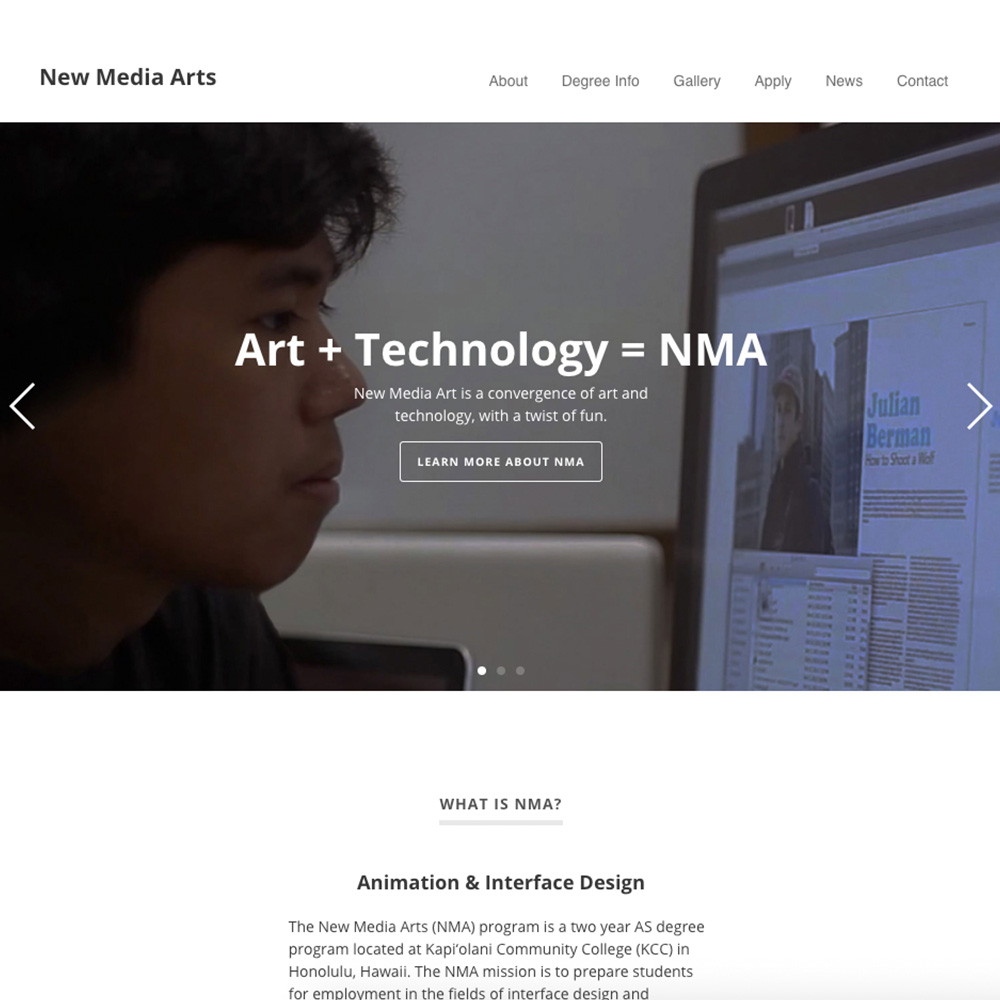 New Media Arts
About Degree Info Gallery Apply News Contact
Art + Technology = NMA
New Media Art is a convergence of art and
technology, with a twist of fun.
LEARN MORE ABOUT NMA
Julian
Berman
How to Shoot a Wolf
WHAT IS NMA?
Animation & Interface Design
The New Media Arts (NMA) program is a two year AS degree
program located at Kapiʻolani Community College (KCC) in
Honolulu, Hawaii. The NMA mission is to prepare students
for employment in the fields of interface design and